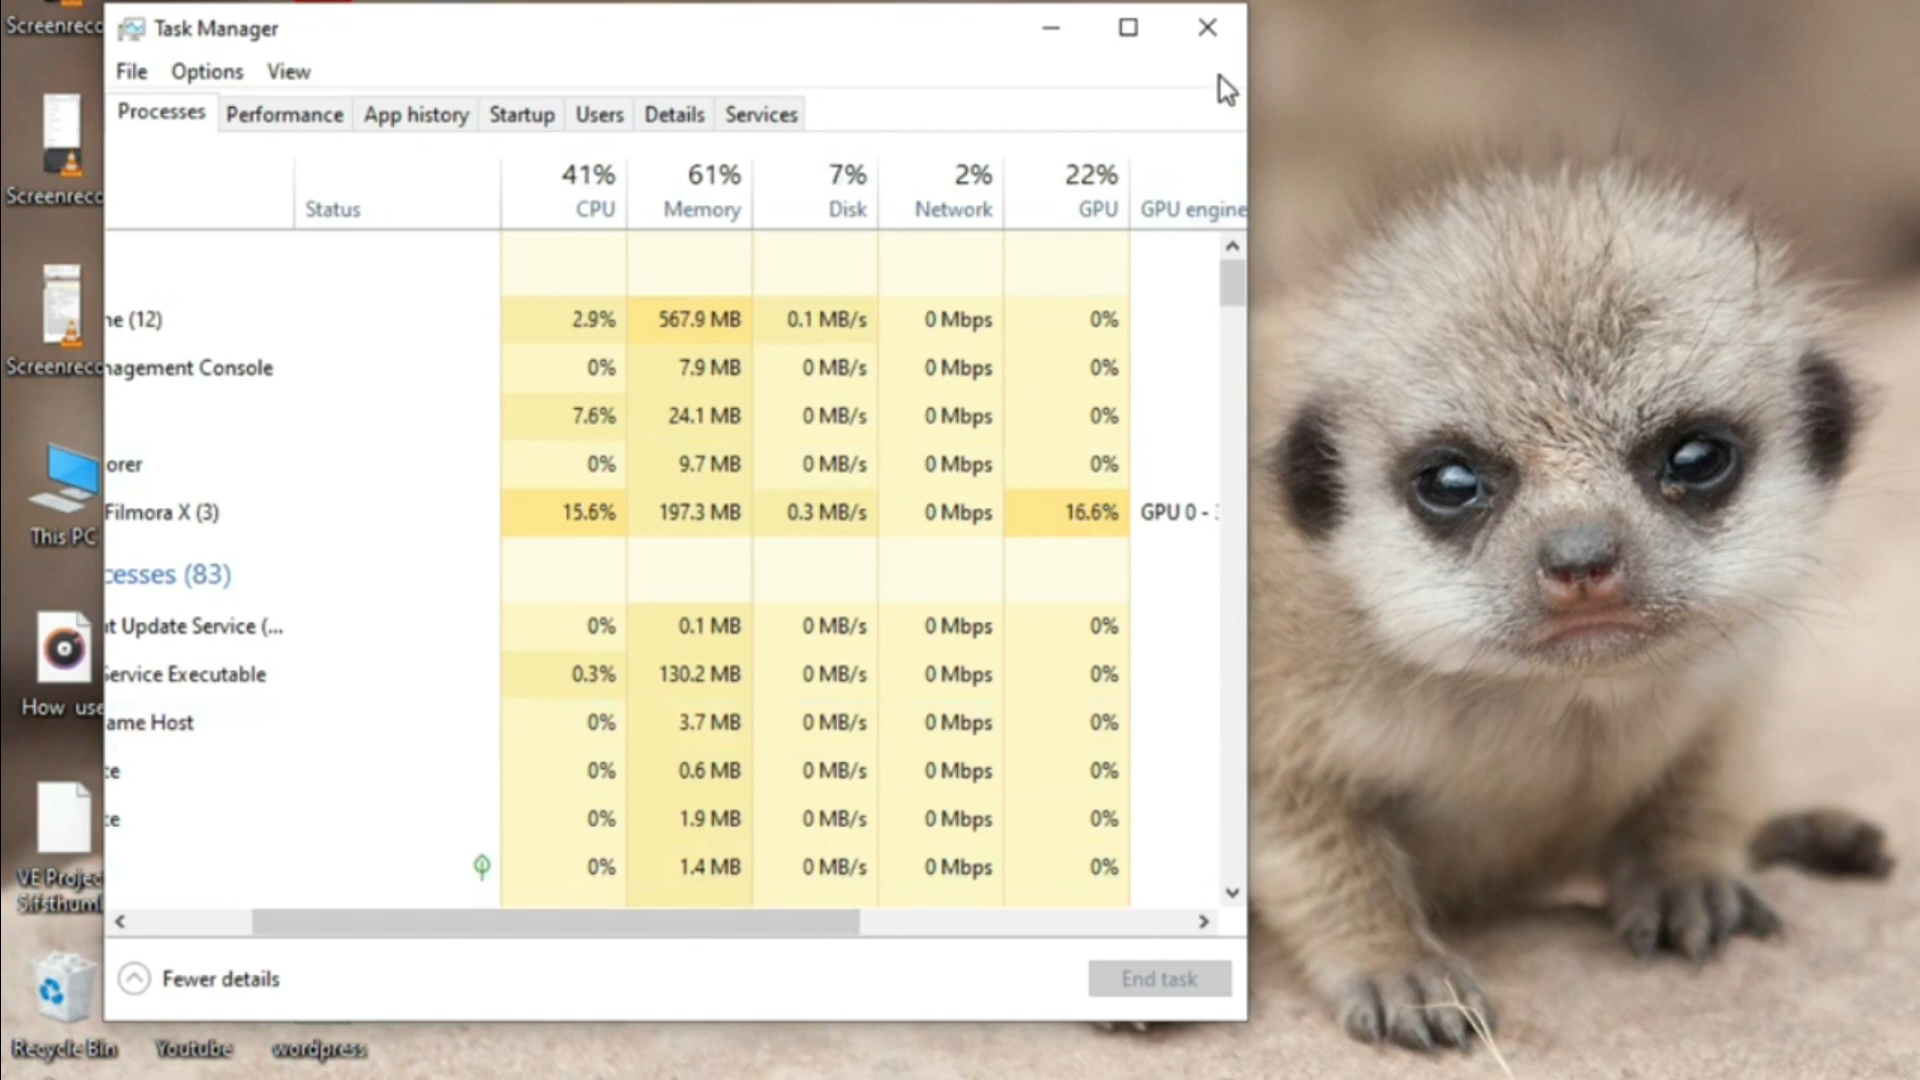 Screenrecc
Task Manager
File Options View
Processes Performance App history Startup Users Details Services
41% 61% 7% 2% 22%
Status CPU Memory Disk Network GPU GPU engine
ne (12) 2.9% 567.9 MB 0.1 MB/s 0 Mbps 0%
Screenrecc
nagement Console 0% 7.9 MB 0 MB/s 0 Mbps 0%
Screenrecc
7.6% 24.1 MB 0 MB/s 0 Mbps 0%
orer 0% 9.7 MB 0 MB/s 0 Mbps 0%
Filmora X (3) 15.6% 197.3 MB 0.3 MB/s 0 Mbps 16.6% GPU 0 -
This PC
cesses (83)
nt Update Service (... 0% 0.1 MB 0 MB/s 0 Mbps 0%
Service Executable 0.3% 130.2 MB 0 MB/s 0 Mbps 0%
How use
ame Host 0% 3.7 MB 0 MB/s 0 Mbps 0%
te 0% 0.6 MB 0 MB/s 0 Mbps 0%
te 0% 1.9 MB 0 MB/s 0 Mbps 0%
0% 1.4 MB 0 MB/s 0 Mbps 0%
VE Projec
Fewer details End task
Recycle Bin Youtube wordpress